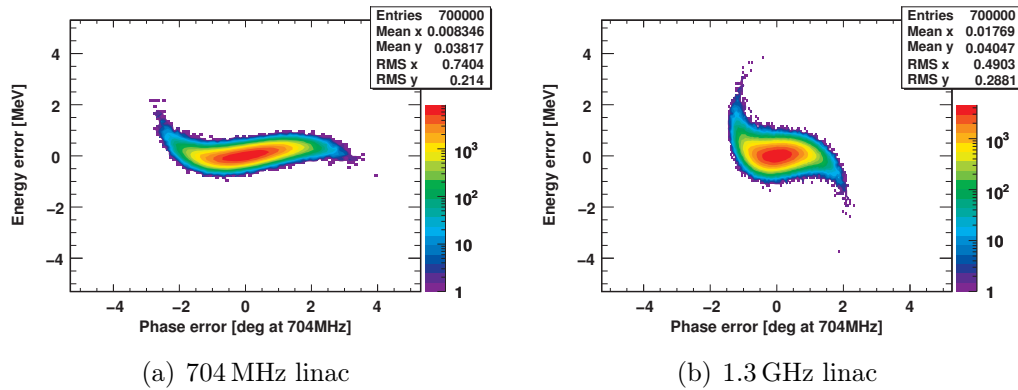 Entries 700000
Mean x 0.008346
Mean y 0.03817
RMS x 0.7404
RMS y 0.214
Energy error [MeV]
4
2
0
−2
−4
−4 −2 0 2 4
Phase error [deg at 704MHz]
10³
10²
10
1
(a) 704 MHz linac
Entries 700000
Mean x 0.01769
Mean y 0.04047
RMS x 0.4903
RMS y 0.2881
Energy error [MeV]
4
2
0
−2
−4
−4 −2 0 2 4
Phase error [deg at 704MHz]
10³
10²
10
1
(b) 1.3 GHz linac